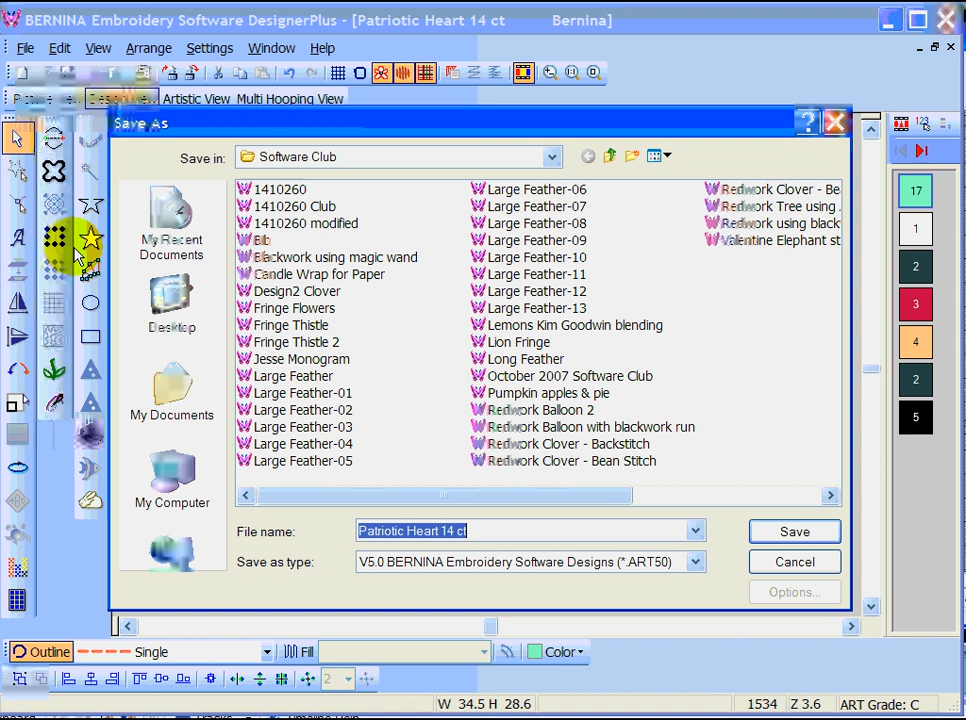 BERNINA Embroidery Software DesignerPlus - [Patriotic Heart 14 ct Bernina]
File Edit View Arrange Settings Window Help
Artistic View Multi Hooping View
Save As
Save in: Software Club
My Recent Documents
Desktop
My Documents
My Computer
1410260
1410260 Club
1410260 modified
Bib
Blackwork using magic wand
Candle Wrap for Paper
Design2 Clover
Fringe Flowers
Fringe Thistle
Fringe Thistle 2
Jesse Monogram
Large Feather
Large Feather-01
Large Feather-02
Large Feather-03
Large Feather-04
Large Feather-05
Large Feather-06
Large Feather-07
Large Feather-08
Large Feather-09
Large Feather-10
Large Feather-11
Large Feather-12
Large Feather-13
Lemons Kim Goodwin blending
Lion Fringe
Long Feather
October 2007 Software Club
Pumpkin apples & pie
Redwork Balloon 2
Redwork Balloon with blackwork run
Redwork Clover - Backstitch
Redwork Clover - Bean Stitch
Redwork Clover - Be
Redwork Tree using
Redwork using black
Valentine Elephant st
File name: Patriotic Heart 14 ct
Save as type: V5.0 BERNINA Embroidery Software Designs (*.ART50)
Save
Cancel
Options...
17
1
2
3
4
2
5
Outline Single Fill Color
2
W 34.5 H 28.6 1534 Z 3.6 ART Grade: C